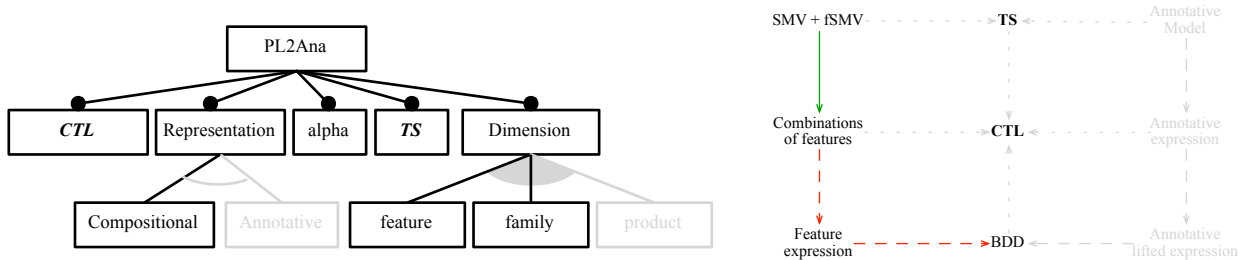 PL2Ana
CTL
Representation
alpha
TS
Dimension
Compositional
Annotative
feature
family
product
SMV + fSMV
TS
Annotative
Model
Combinations
of features
CTL
Annotative
expression
Feature
expression
BDD
Annotative
lifted expression